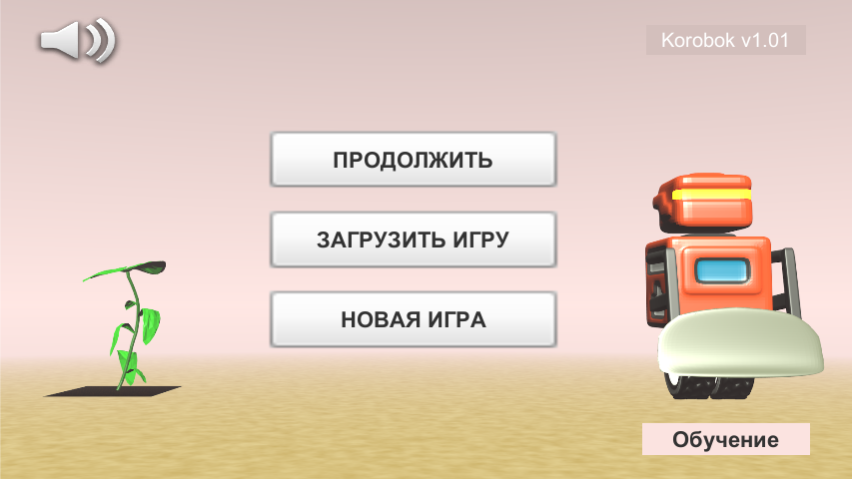 Korobok v1.01
ПРОДОЛЖИТЬ
ЗАГРУЗИТЬ ИГРУ
НОВАЯ ИГРА
Обучение